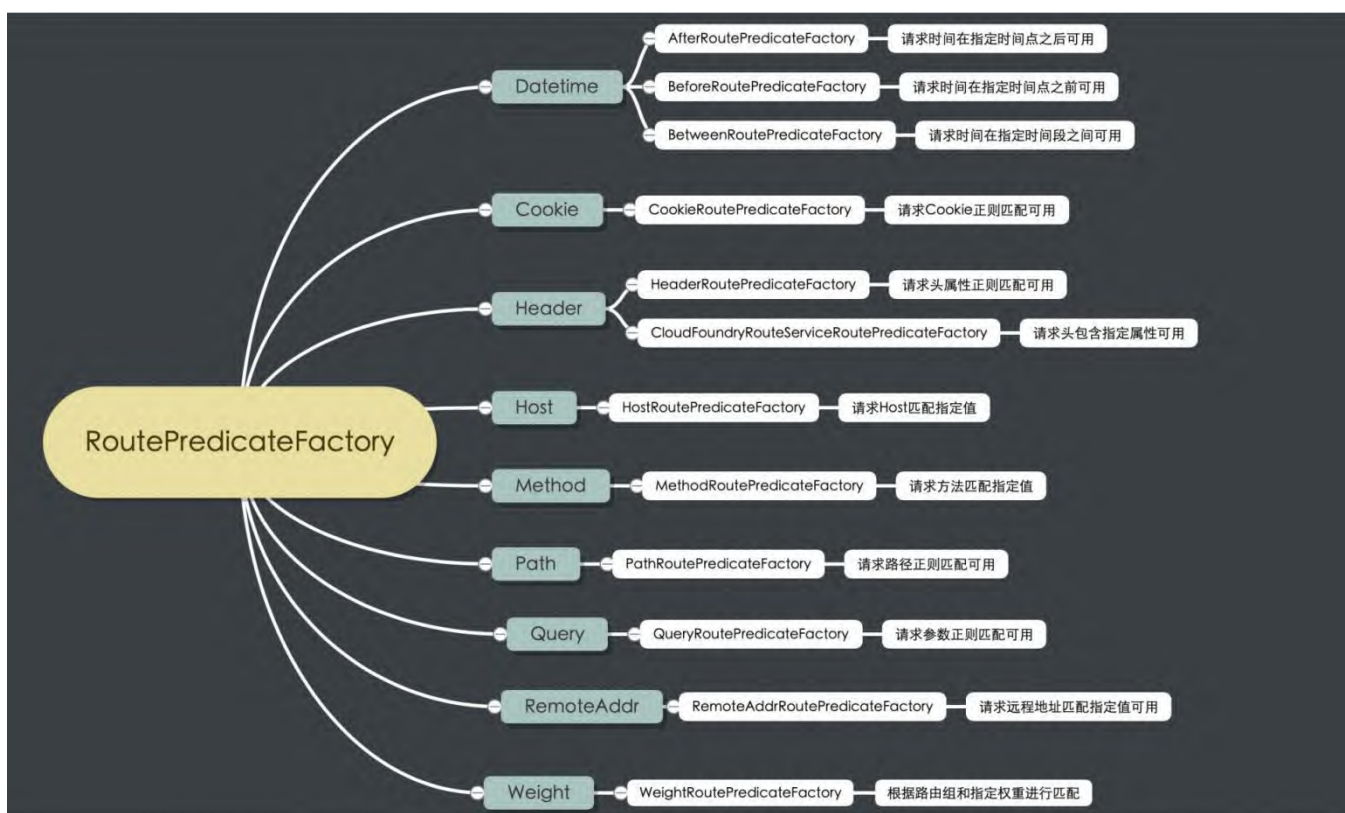 RoutePredicateFactory
Datetime
AfterRoutePredicateFactory
请求时间在指定时间点之后可用
BeforeRoutePredicateFactory
请求时间在指定时间点之前可用
BetweenRoutePredicateFactory
请求时间在指定时间段之间可用
Cookie
CookieRoutePredicateFactory
请求Cookie正则匹配可用
Header
HeaderRoutePredicateFactory
请求头属性正则匹配可用
CloudFoundryRouteServiceRoutePredicateFactory
请求头包含指定属性可用
Host
HostRoutePredicateFactory
请求Host匹配指定值
Method
MethodRoutePredicateFactory
请求方法匹配指定值
Path
PathRoutePredicateFactory
请求路径正则匹配可用
Query
QueryRoutePredicateFactory
请求参数正则匹配可用
RemoteAddr
RemoteAddrRoutePredicateFactory
请求远程地址匹配指定值可用
Weight
WeightRoutePredicateFactory
根据路由组和指定权重进行匹配